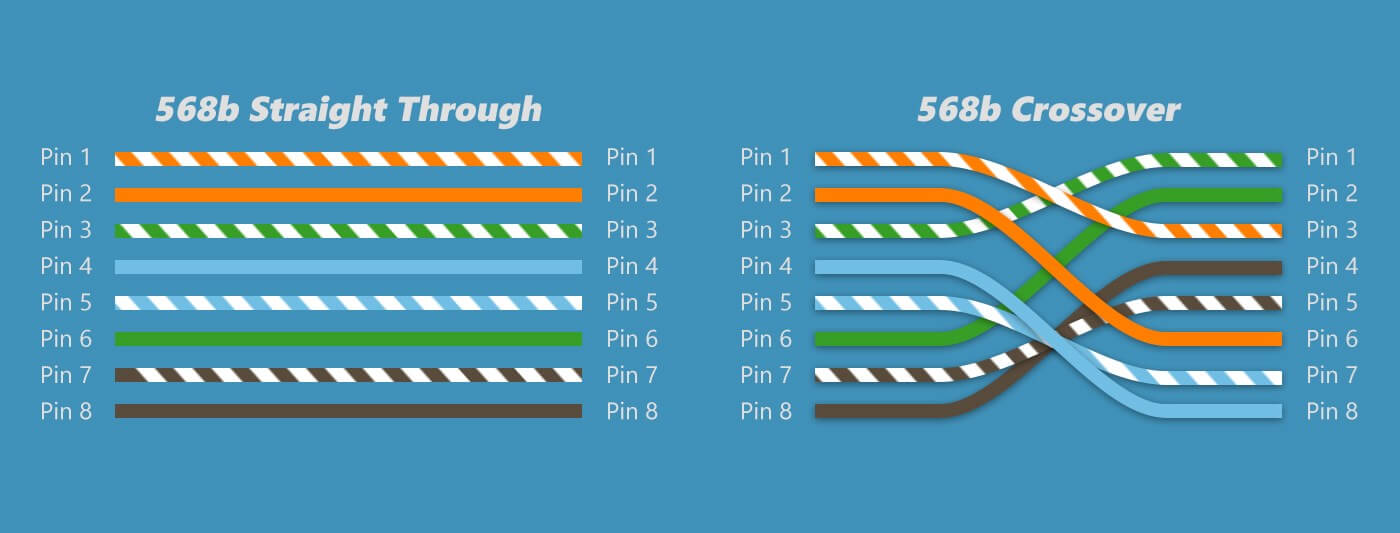 568b Straight Through
Pin 1 Pin 1
Pin 2 Pin 2
Pin 3 Pin 3
Pin 4 Pin 4
Pin 5 Pin 5
Pin 6 Pin 6
Pin 7 Pin 7
Pin 8 Pin 8
568b Crossover
Pin 1 Pin 1
Pin 2 Pin 2
Pin 3 Pin 3
Pin 4 Pin 4
Pin 5 Pin 5
Pin 6 Pin 6
Pin 7 Pin 7
Pin 8 Pin 8